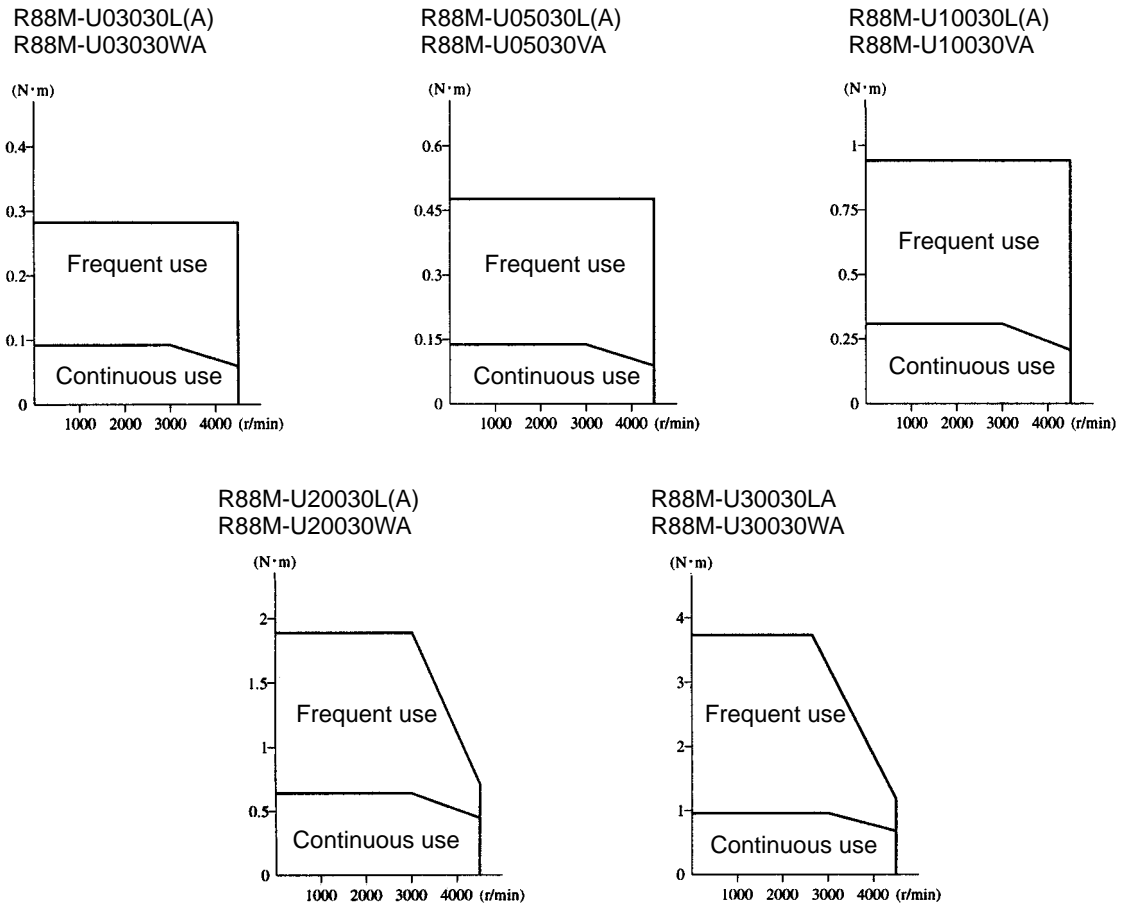 R88M-U03030L(A)
R88M-U03030WA
(N·m)
0.4
0.3
0.2
0.1
0
Frequent use
Continuous use
1000 2000 3000 4000 (r/min)
R88M-U05030L(A)
R88M-U05030VA
(N·m)
0.6
0.45
0.3
0.15
0
Frequent use
Continuous use
1000 2000 3000 4000 (r/min)
R88M-U10030L(A)
R88M-U10030VA
(N·m)
1
0.75
0.5
0.25
0
Frequent use
Continuous use
1000 2000 3000 4000 (r/min)
R88M-U20030L(A)
R88M-U20030WA
(N·m)
2
1.5
1
0.5
0
Frequent use
Continuous use
1000 2000 3000 4000 (r/min)
R88M-U30030LA
R88M-U30030WA
(N·m)
4
3
2
1
0
Frequent use
Continuous use
1000 2000 3000 4000 (r/min)